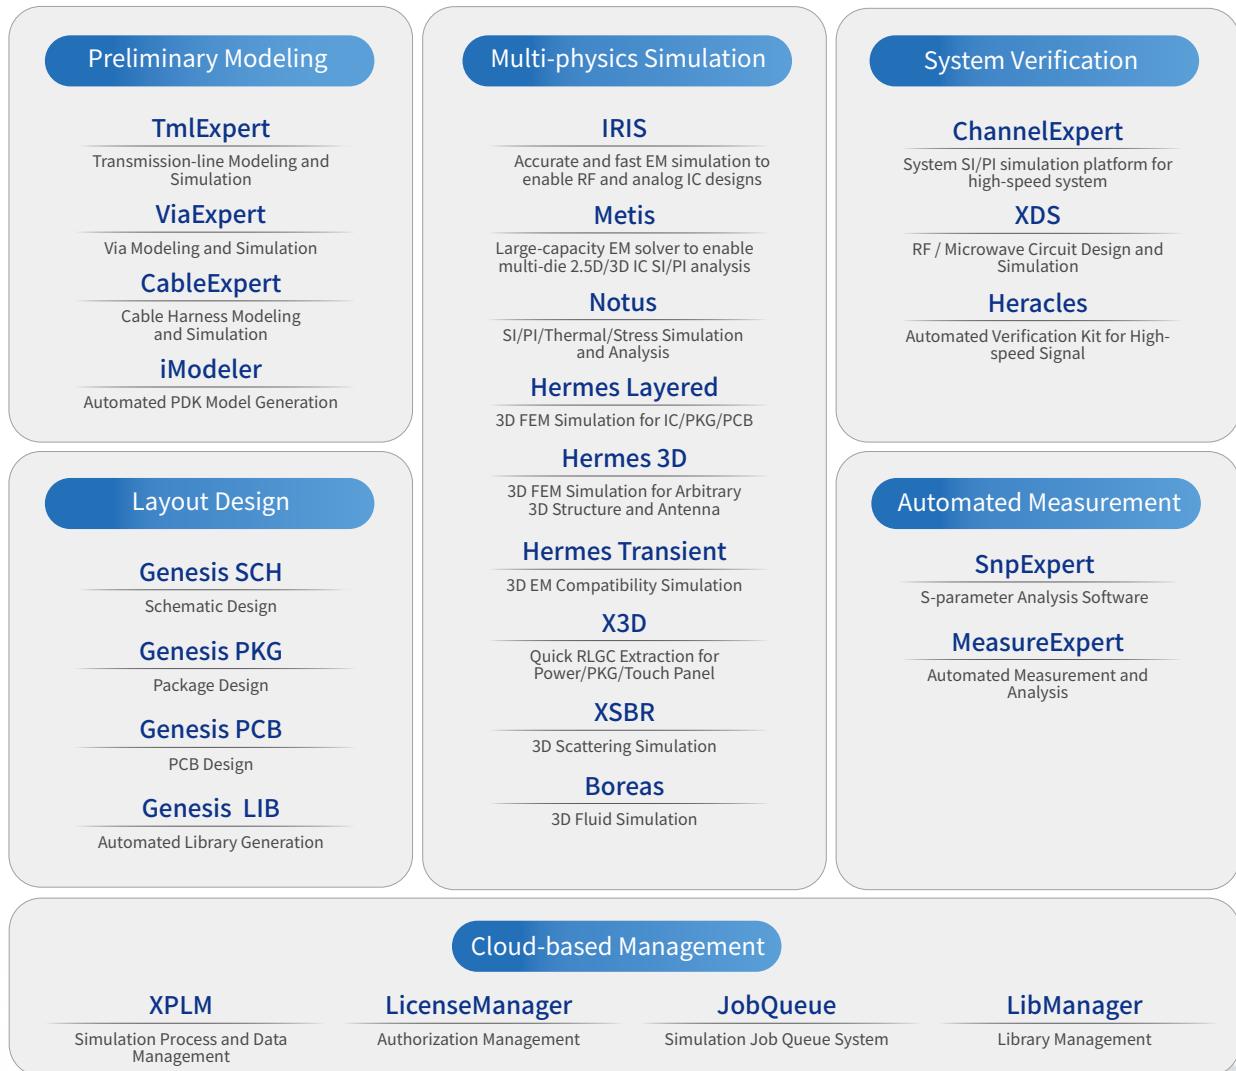 Preliminary Modeling
TmlExpert
Transmission-line Modeling and
Simulation
ViaExpert
Via Modeling and Simulation
CableExpert
Cable Harness Modeling
and Simulation
iModeler
Automated PDK Model Generation
Layout Design
Genesis SCH
Schematic Design
Genesis PKG
Package Design
Genesis PCB
PCB Design
Genesis LIB
Automated Library Generation
Multi-physics Simulation
IRIS
Accurate and fast EM simulation to
enable RF and analog IC designs
Metis
Large-capacity EM solver to enable
multi-die 2.5D/3D IC SI/PI analysis
Notus
SI/PI/Thermal/Stress Simulation
and Analysis
Hermes Layered
3D FEM Simulation for IC/PKG/PCB
Hermes 3D
3D FEM Simulation for Arbitrary
3D Structure and Antenna
Hermes Transient
3D EM Compatibility Simulation
X3D
Quick RLGC Extraction for
Power/PKG/Touch Panel
XSBR
3D Scattering Simulation
Boreas
3D Fluid Simulation
System Verification
ChannelExpert
System SI/PI simulation platform for
high-speed system
XDS
RF / Microwave Circuit Design and
Simulation
Heracles
Automated Verification Kit for High-
speed Signal
Automated Measurement
SnpExpert
S-parameter Analysis Software
MeasureExpert
Automated Measurement and
Analysis
Cloud-based Management
XPLM
Simulation Process and Data
Management
LicenseManager
Authorization Management
JobQueue
Simulation Job Queue System
LibManager
Library Management